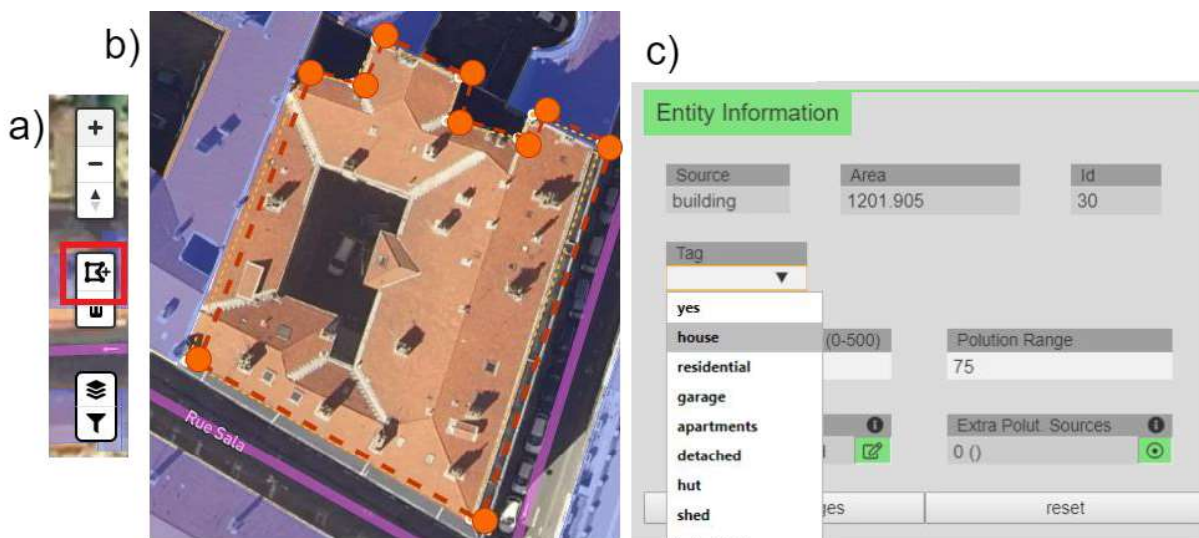 a)
b)
c)
Rue Sala
Entity Information
Source Area Id
building 1201.905 30
Tag
yes
house
residential
garage
apartments
detached
hut
shed
(0-500) Polution Range
75
Extra Polut. Sources
0 ()
reset